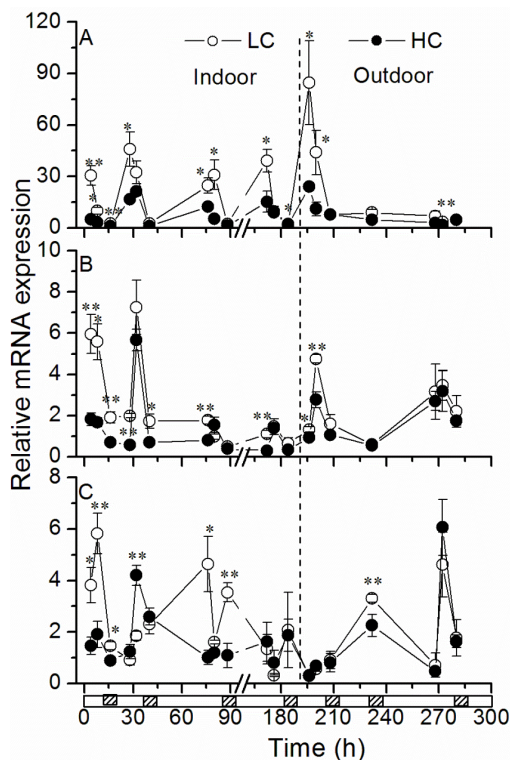 A
LC
HC
Indoor
Outdoor
120
90
60
30
0
* * * * * * * * * * * * * * *
B
10
8
6
4
2
0
** * ** ** * ** ** * **
C
8
6
4
2
0
* ** * ** * ** **
Relative mRNA expression
0 30 60 90 180 210 240 270 300
Time (h)